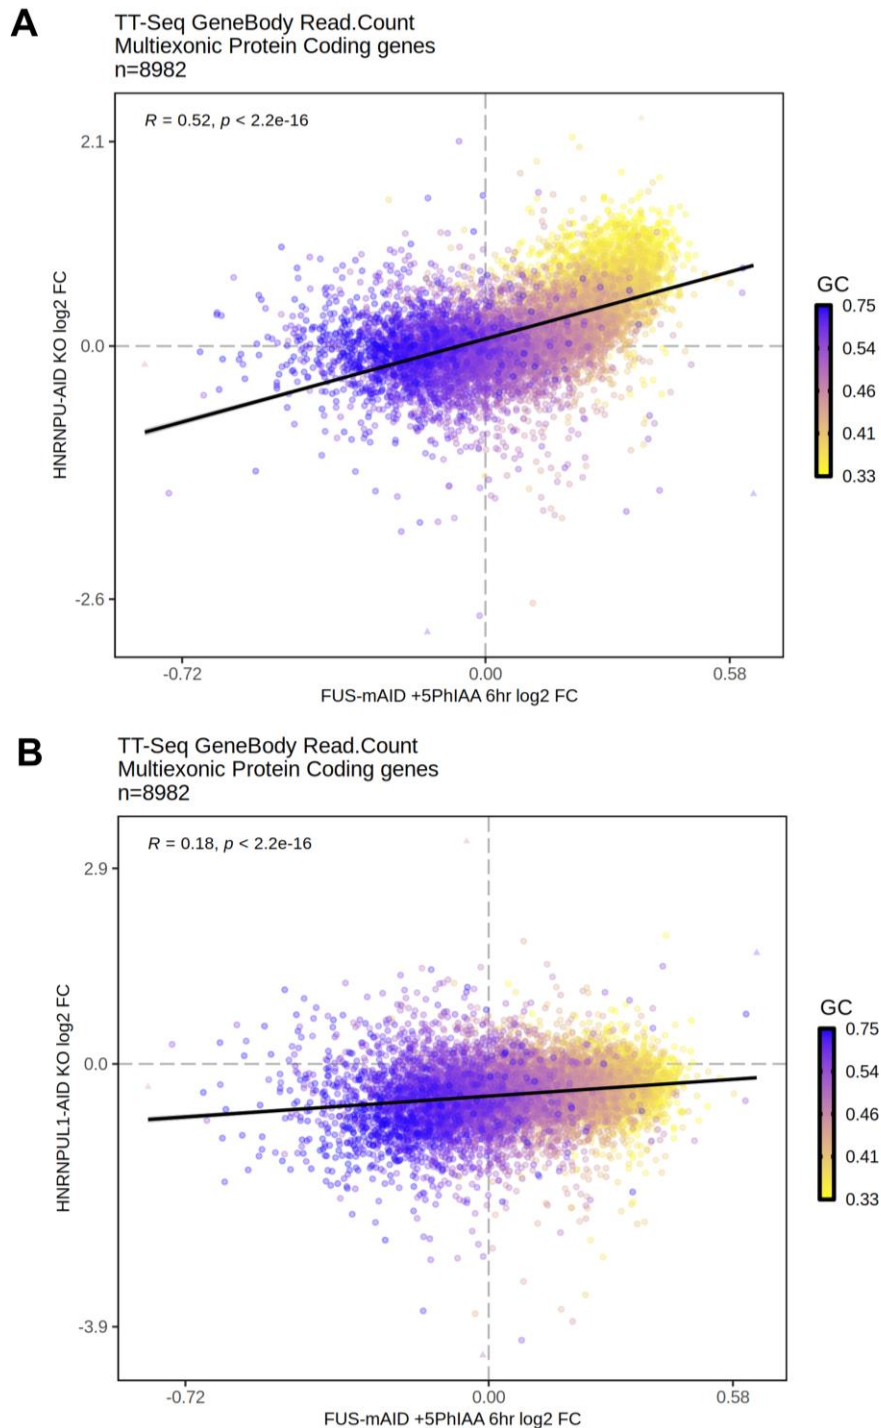 A
TT-Seq GeneBody Read.Count
Multiexonic Protein Coding genes
n=8982
R = 0.52, p < 2.2e-16
2.1
0.0
-2.6
HNRNPU-AID KO log2 FC
-0.72
0.00
0.58
FUS-mAID +5PhIAA 6hr log2 FC
GC
0.75
0.54
0.46
0.41
0.33
B
TT-Seq GeneBody Read.Count
Multiexonic Protein Coding genes
n=8982
R = 0.18, p < 2.2e-16
2.9
0.0
-3.9
HNRNPUL1-AID KO log2 FC
-0.72
0.00
0.58
FUS-mAID +5PhIAA 6hr log2 FC
GC
0.75
0.54
0.46
0.41
0.33